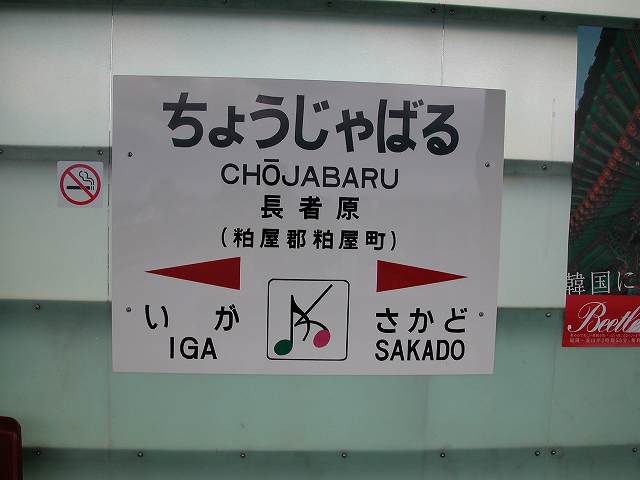 ちょうじゃばる
CHŌJABARU
長者原
(粕屋郡粕屋町)
いが さかど
IGA SAKADO
韓国に
Beetle